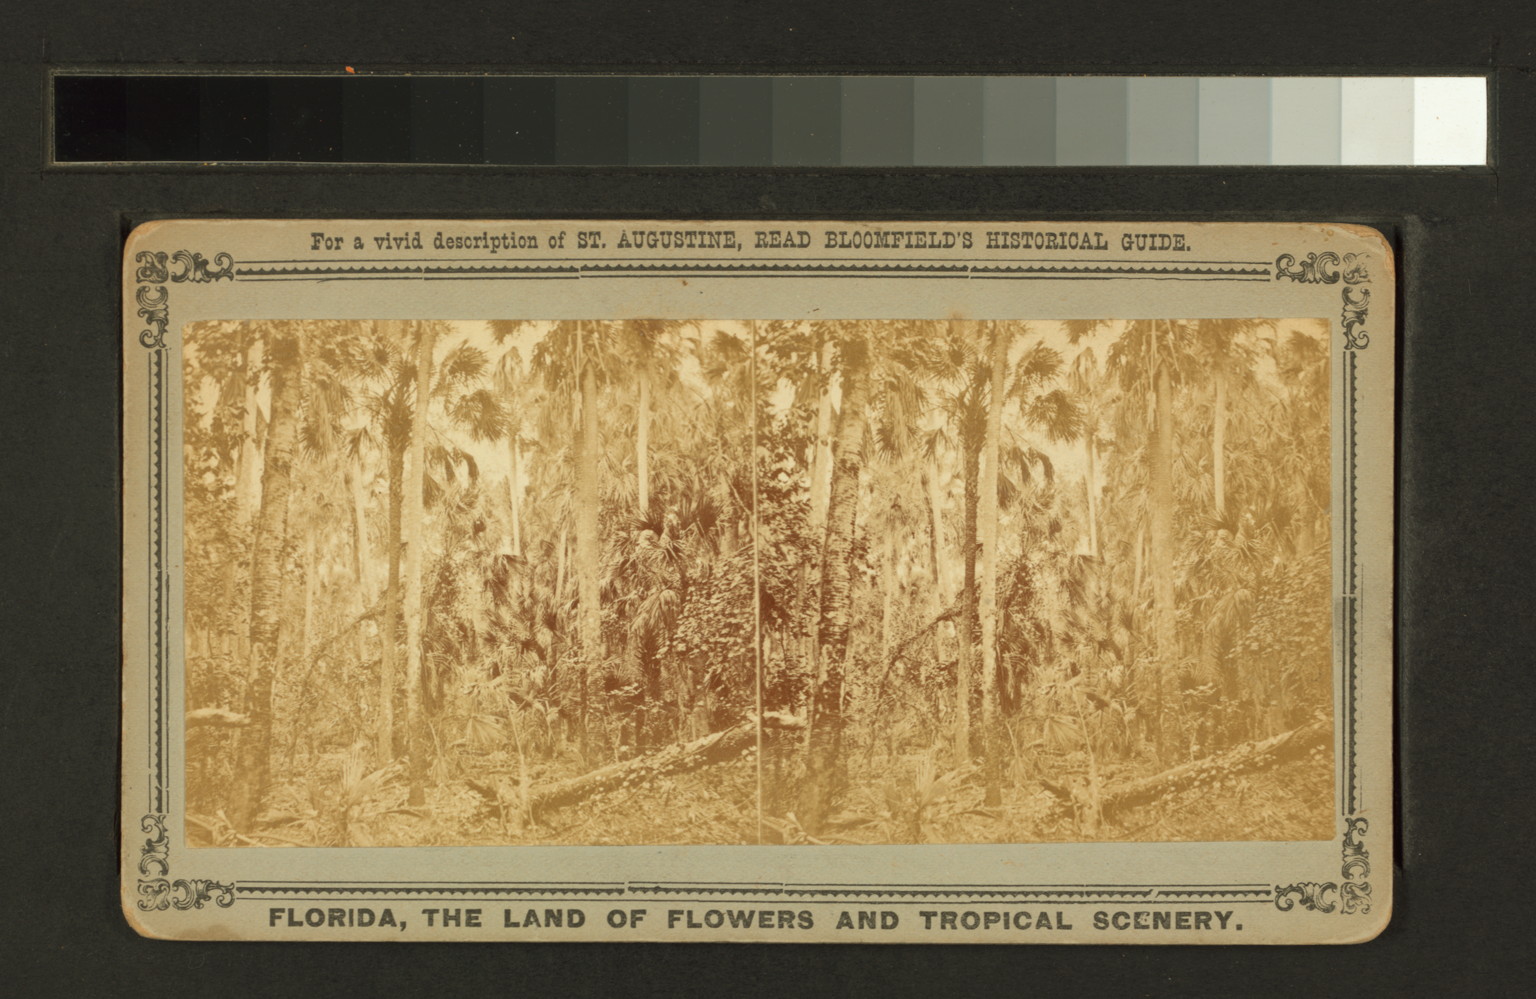 For a vivid description of ST. AUGUSTINE, READ BLOOMFIELD'S HISTORICAL GUIDE.
FLORIDA, THE LAND OF FLOWERS AND TROPICAL SCENERY.